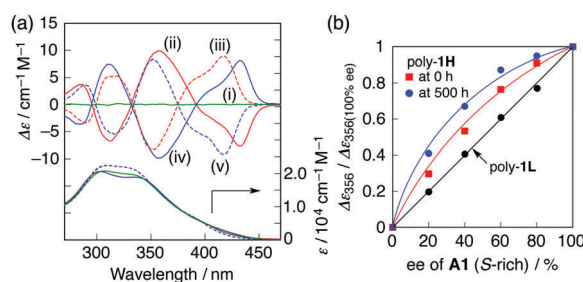 (a)
15
10
5
0
-5
-10
Δε / cm⁻¹ M⁻¹
(ii)
(iii)
(i)
(iv)
(v)
2.0
1.0
0
ε / 10⁴ cm⁻¹ M⁻¹
300
350
400
450
Wavelength / nm
(b)
1
0.8
0.6
0.4
0.2
0
Δε₃₅₆ / Δε₃₅₆(100% ee)
poly-1H
at 0 h
at 500 h
poly-1L
0 20 40 60 80 100
ee of A1 (S-rich) / %